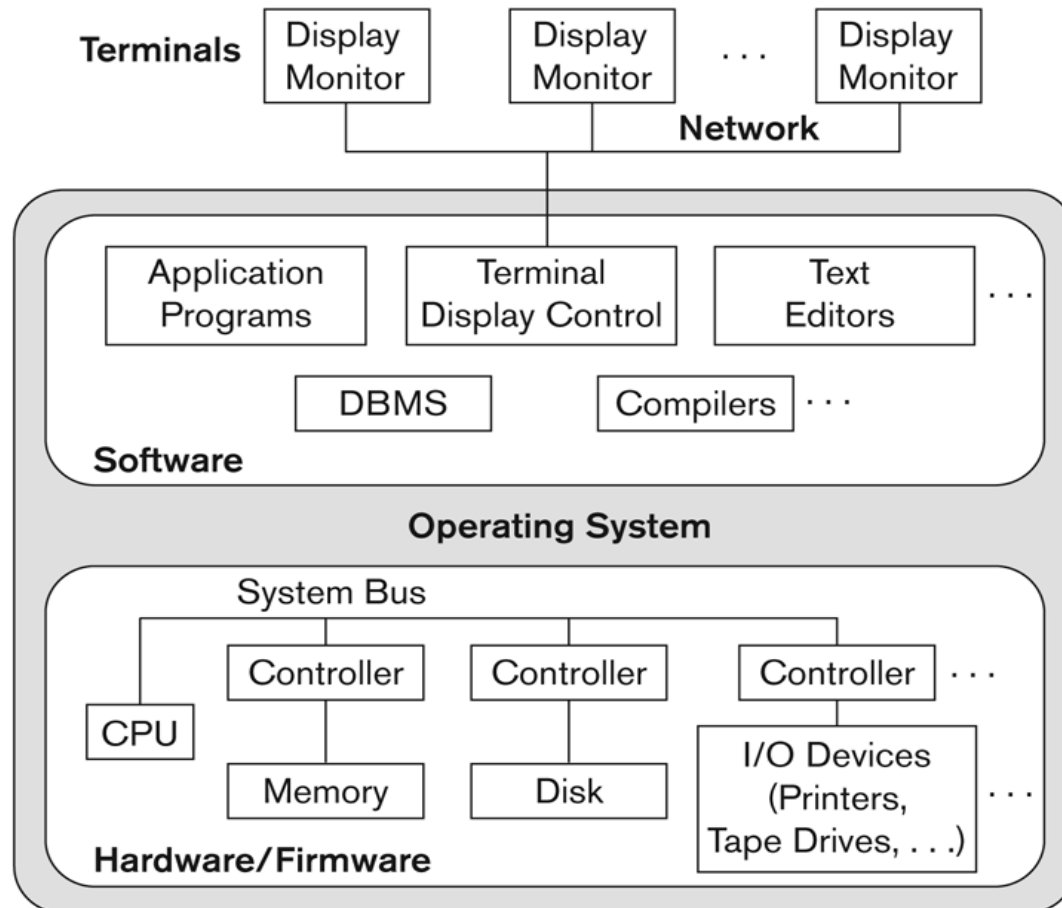 Terminals
Display
Monitor
Display
Monitor
. . .
Display
Monitor
Network
Application
Programs
Terminal
Display Control
Text
Editors
. . .
DBMS
Compilers
. . .
Software
Operating System
System Bus
Controller
Controller
Controller
. . .
CPU
Memory
Disk
I/O Devices
(Printers,
Tape Drives, . . .)
. . .
Hardware/Firmware